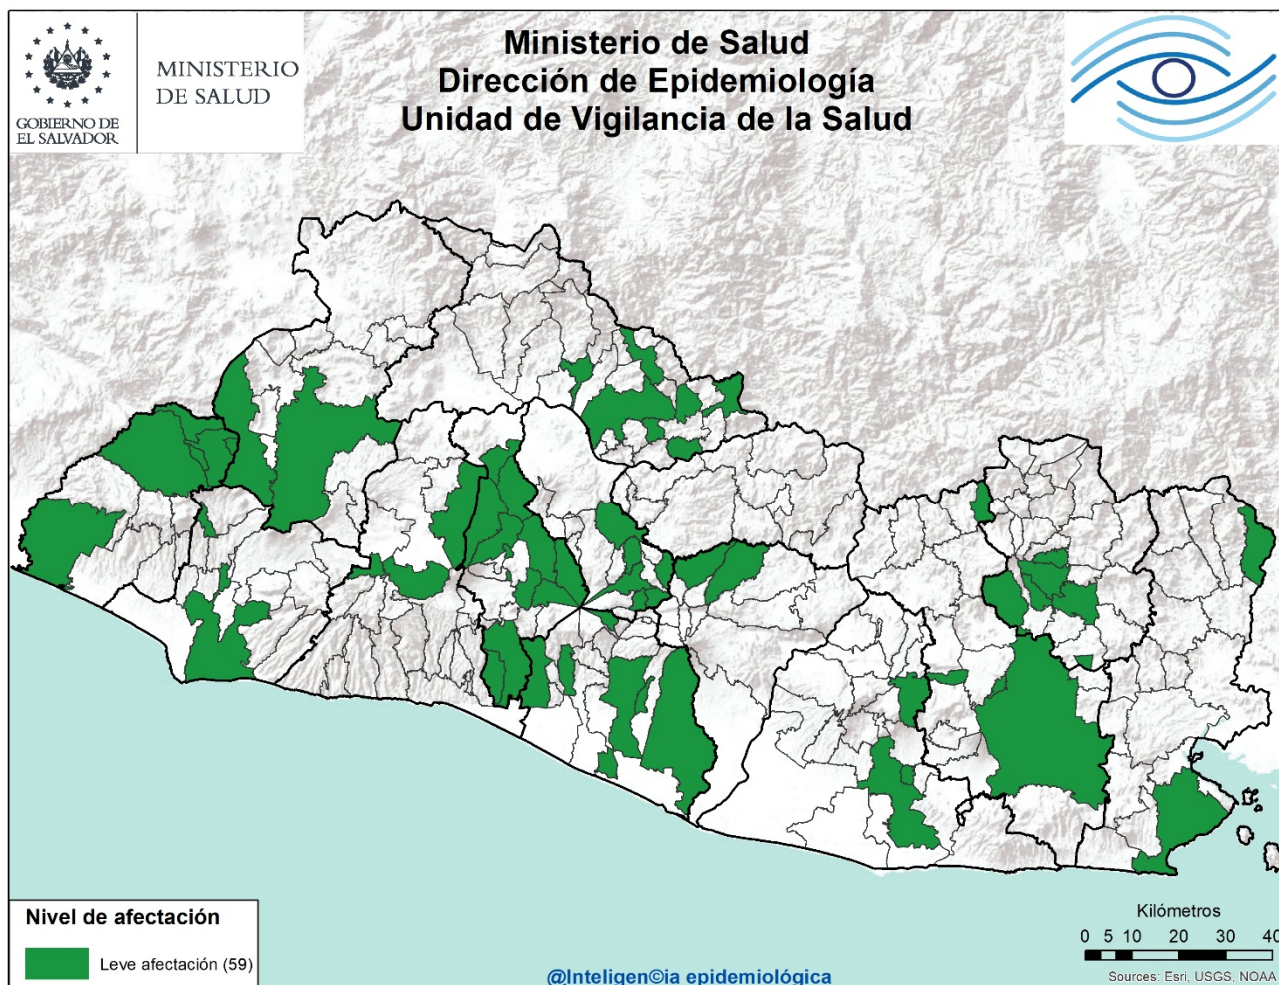 Ministerio de Salud
Dirección de Epidemiología
Unidad de Vigilancia de la Salud
MINISTERIO
DE SALUD
GOBIERNO DE
EL SALVADOR
Nivel de afectación
Leve afectación (59)
@Inteligen©ia epidemiológica
Kilómetros
0 5 10 20 30 40
Sources: Esri, USGS, NOAA